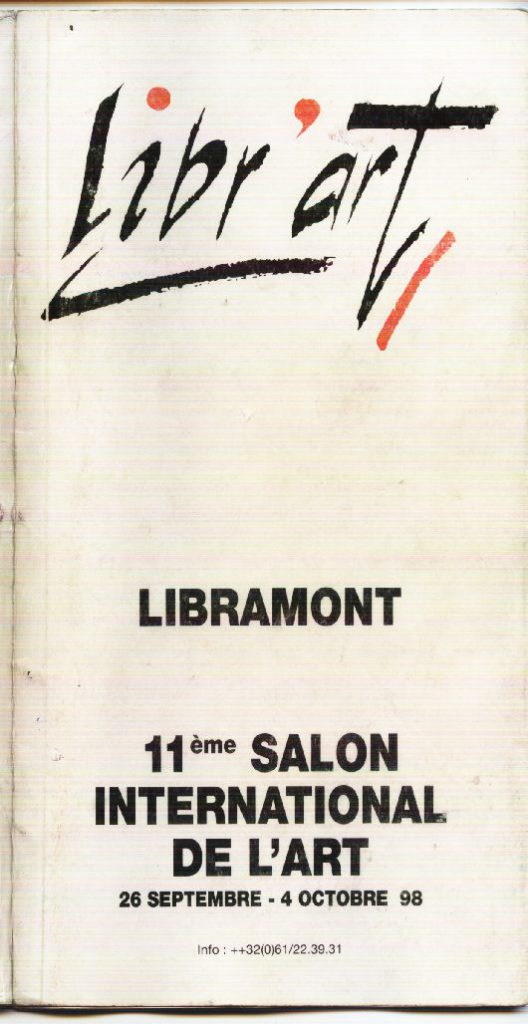 Libr'art
LIBRAMONT
11ème SALON
INTERNATIONAL
DE L'ART
26 SEPTEMBRE - 4 OCTOBRE 98
Info : ++32(0)61/22.39.31